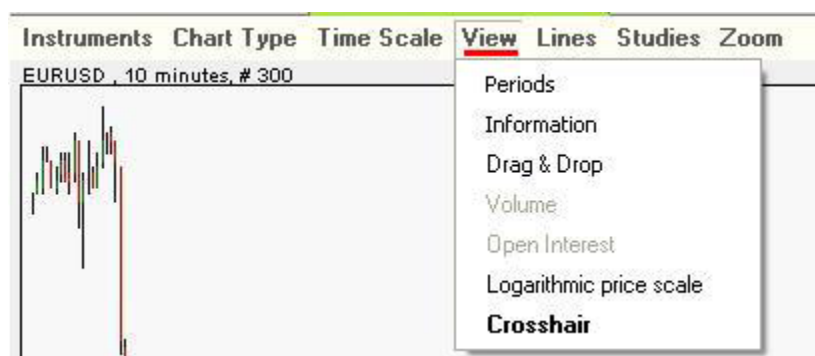 Instruments Chart Type Time Scale View Lines Studies Zoom
EURUSD , 10 minutes, # 300
Periods
Information
Drag & Drop
Volume
Open Interest
Logarithmic price scale
Crosshair